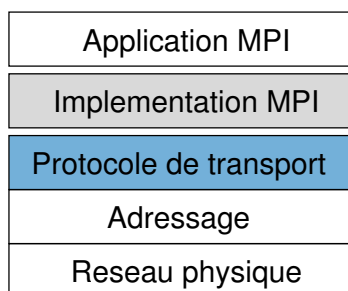 Application MPI
Implementation MPI
Protocole de transport
Adressage
Reseau physique